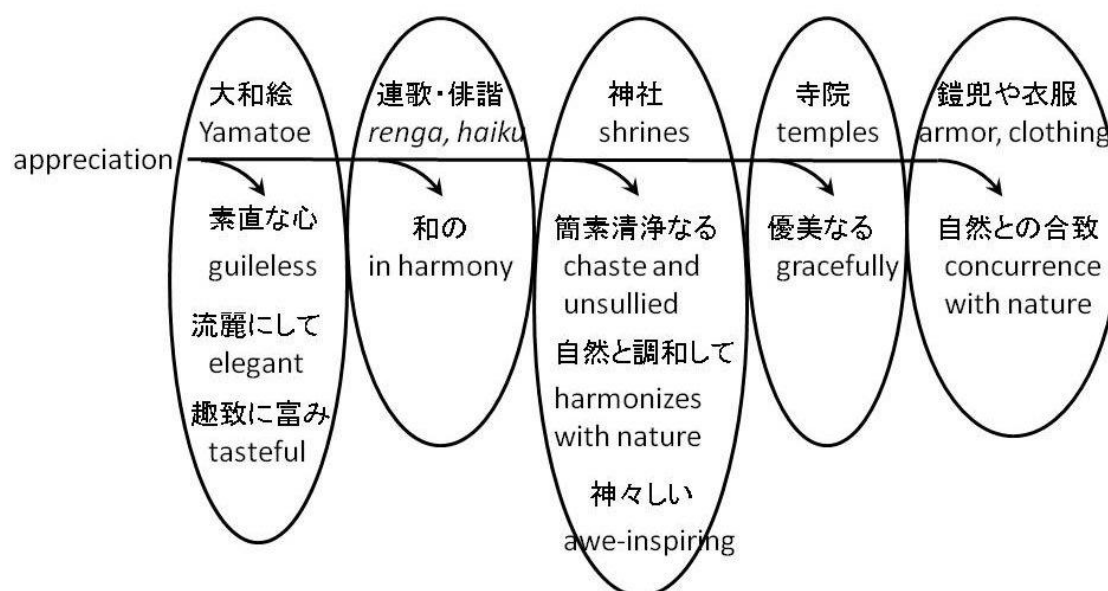 appreciation
大和絵
Yamatoe
素直な心
guileless
流麗にして
elegant
趣致に富み
tasteful
連歌・俳諧
renga, haiku
和の
in harmony
神社
shrines
簡素清浄なる
chaste and
unsullied
自然と調和して
harmonizes
with nature
神々しい
awe-inspiring
寺院
temples
優美なる
gracefully
鎧兜や衣服
armor, clothing
自然との合致
concurrence
with nature